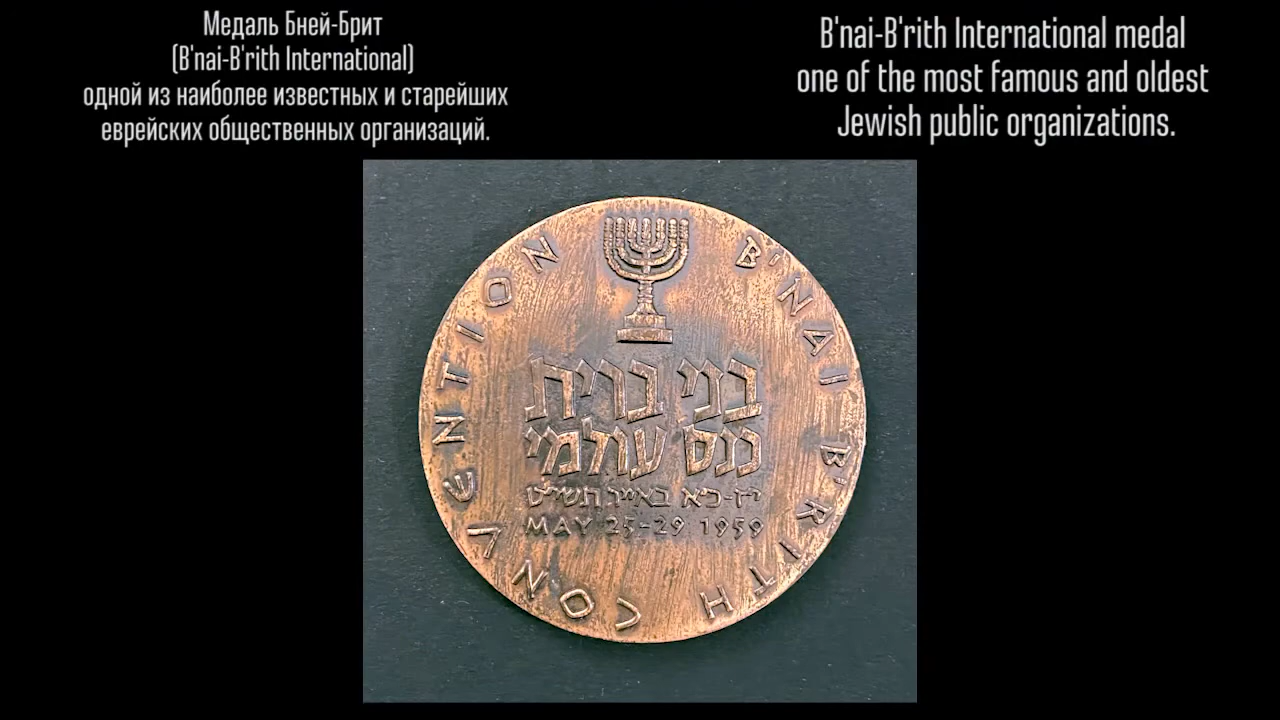 Медаль Бней-Брит
(B'nai-B'rith International)
одной из наиболее известных и старейших
еврейских общественных организаций.
B'nai-B'rith International medal
one of the most famous and oldest
Jewish public organizations.
B'NAI B'RITH CONVENTION
בני ברית
כנס עולמי
י"ז-כ"א באייר תשי"ט
MAY 25-29 1959